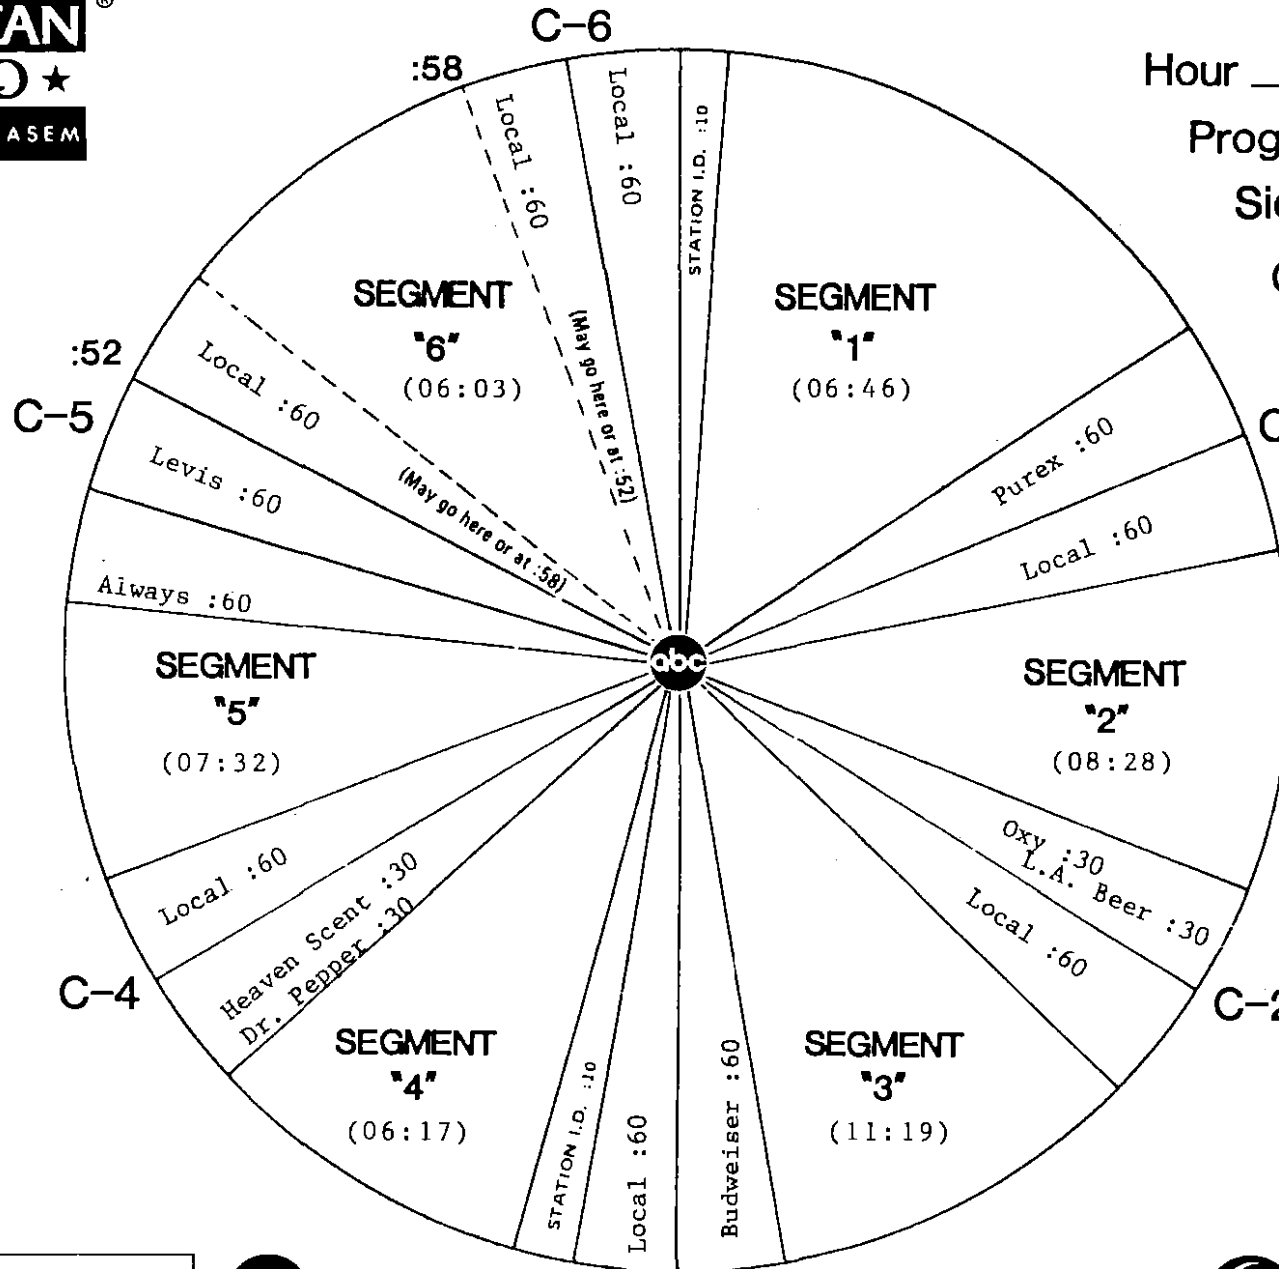 ®
C-6
:58
Hour
ASEM
Local :60
Local :60
STATION I.D. :10
SEGMENT
"6"
(06:03)
(May go here or at :52)
SEGMENT
"1"
(06:46)
:52
C-5
Local :60
(May go here or at :58)
Levis :60
Always :60
Purex :60
Local :60
abc
SEGMENT
"5"
(07:32)
SEGMENT
"2"
(08:28)
Oxy :30
L.A. Beer :30
Local :60
Local :60
Heaven Scent :30
Dr. Pepper :30
C-4
C-2
SEGMENT
"4"
(06:17)
STATION I.D. :10
Local :60
Budweiser :60
SEGMENT
"3"
(11:19)